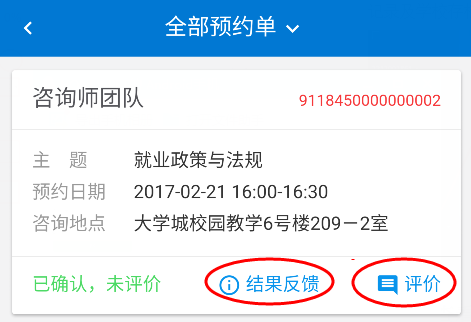 全部预约单
咨询师团队 9118450000000002
主 题 就业政策与法规
预约日期 2017-02-21 16:00-16:30
咨询地点 大学城校园教学6号楼209－2室
已确认，未评价 结果反馈 评价